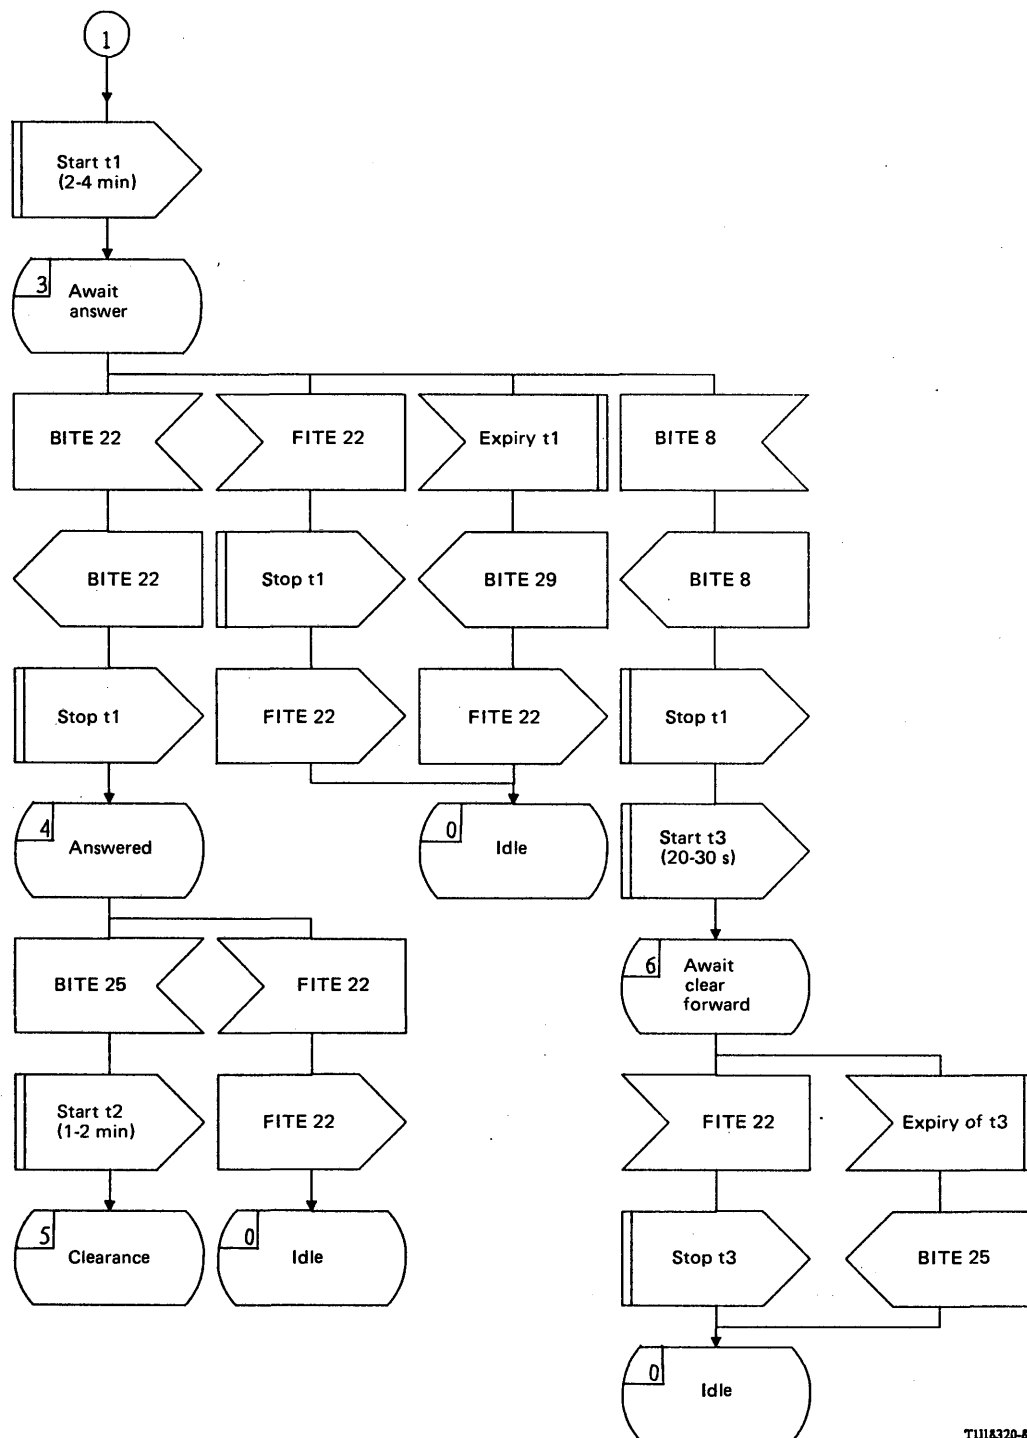 1
Start t1
(2-4 min)
3
Await
answer
BITE 22
FITE 22
Expiry t1
BITE 8
BITE 22
Stop t1
BITE 29
BITE 8
Stop t1
FITE 22
FITE 22
Stop t1
4
Answered
0
Idle
Start t3
(20-30 s)
BITE 25
FITE 22
6
Await
clear
forward
Start t2
(1-2 min)
FITE 22
FITE 22
Expiry of t3
5
Clearance
0
Idle
Stop t3
BITE 25
0
Idle
T1118320-8